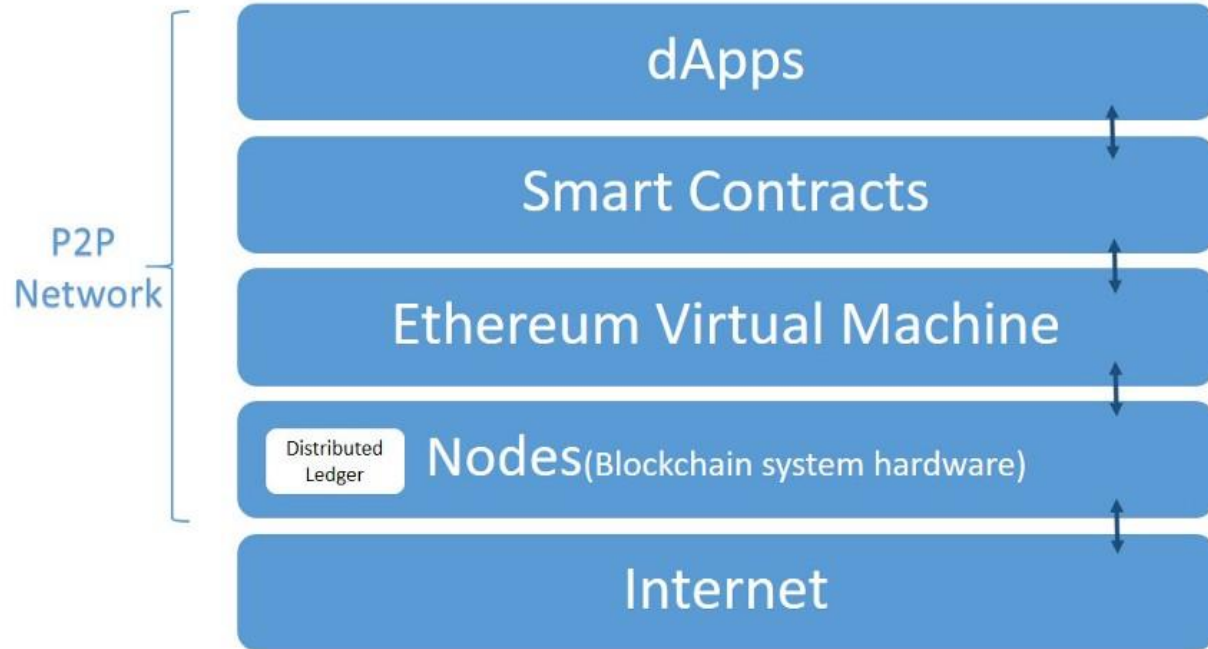 dApps
Smart Contracts
P2P
Network
Ethereum Virtual Machine
Distributed
Ledger
Nodes(Blockchain system hardware)
Internet